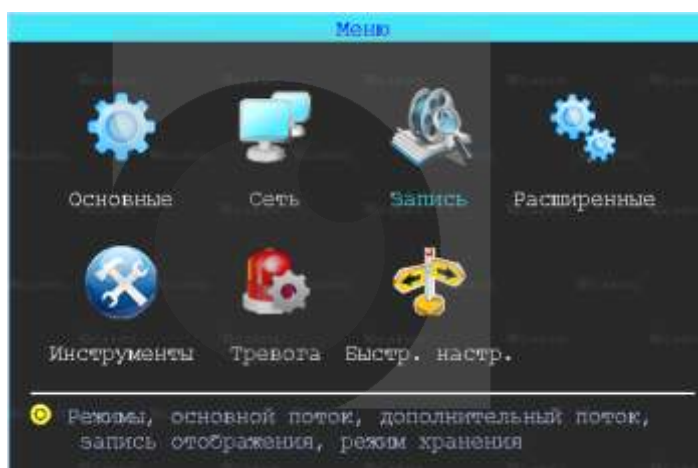 Меню
Основные Сеть Запись Расширенные
Инструменты Тревога Быстр. настр.
Режимы, основной поток, дополнительный поток,
запись отображения, режим хранения